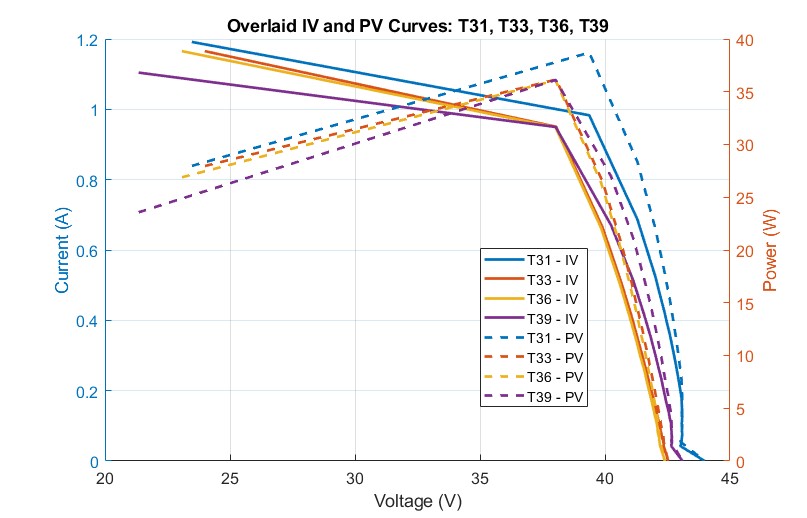 Overlaid IV and PV Curves: T31, T33, T36, T39
1.2
1
0.8
0.6
0.4
0.2
0
Current (A)
40
35
30
25
20
15
10
5
0
Power (W)
T31 - IV
T33 - IV
T36 - IV
T39 - IV
T31 - PV
T33 - PV
T36 - PV
T39 - PV
20 25 30 35 40 45
Voltage (V)